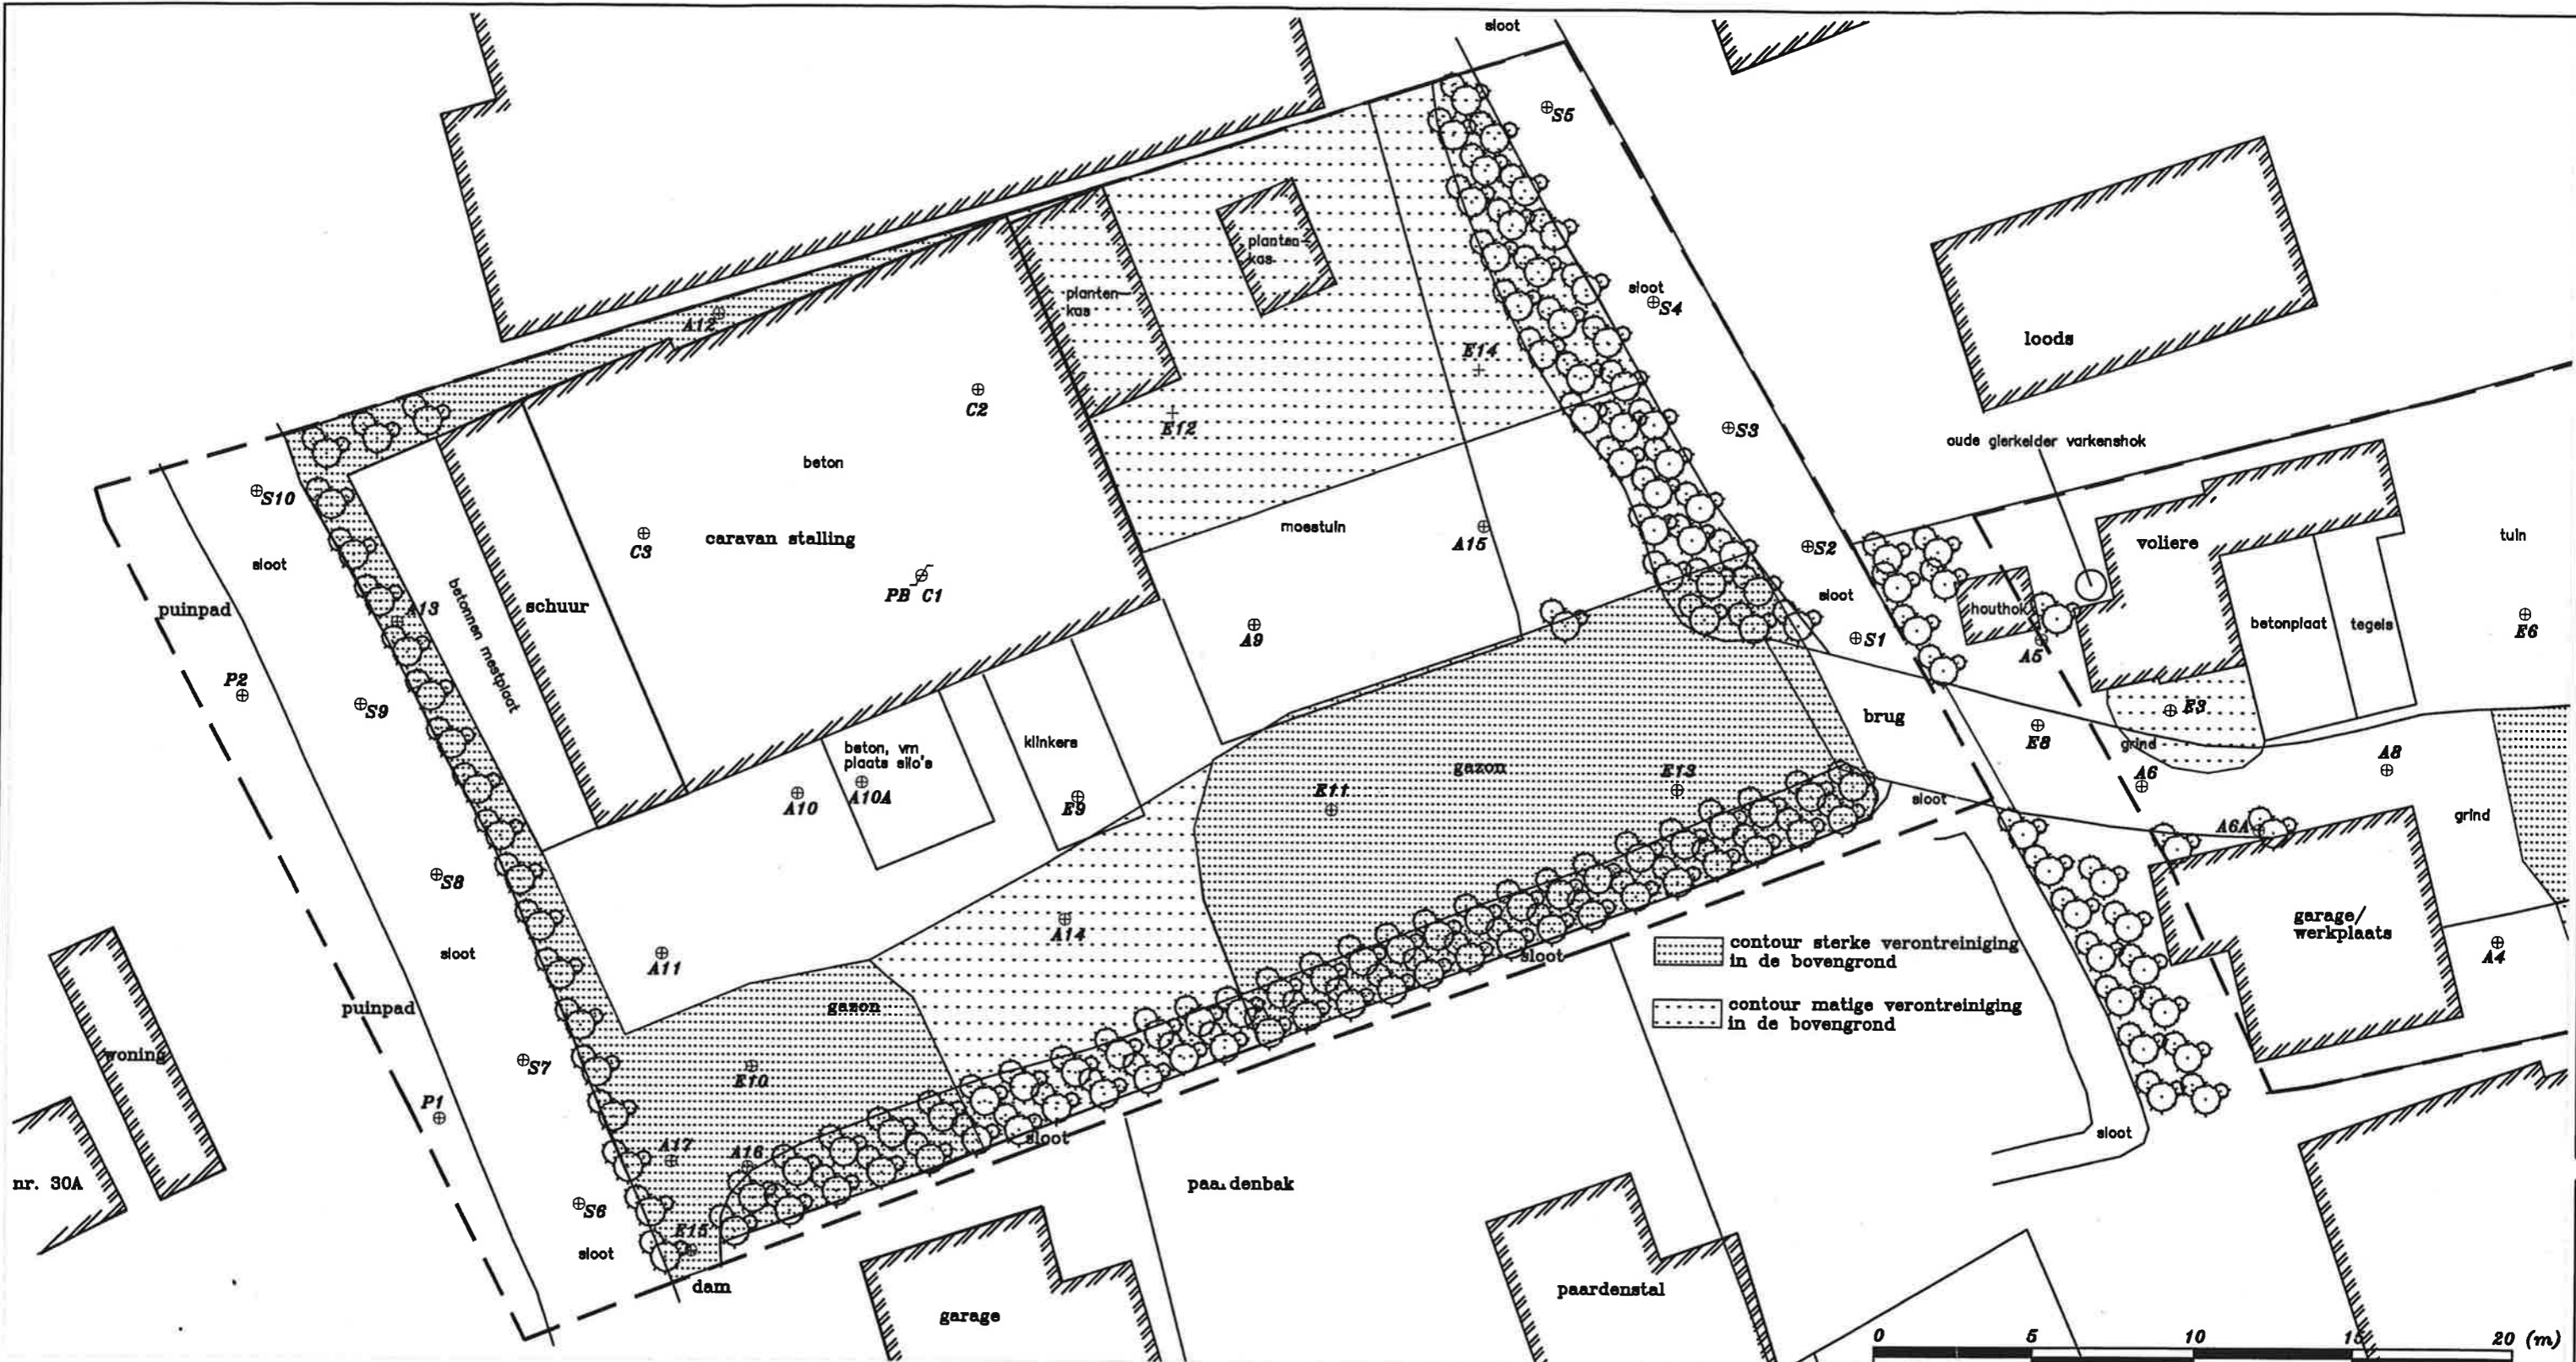 sloot
S5
planten-
kas
planten-
kas
sloot
S4
A12
loods
E14
C2
E12
S3
oude gierkelder varkenshok
beton
S10
moestuin
caravan stalling
C3
A15
S2
voliere
tuin
sloot
puinpad
A13
betonnen mestplaat
schuur
PB C1
sloot
houthok
betonplaat
tegels
A9
S1
A5
E6
P2
S9
E3
brug
E8
grind
klinkers
beton, vm
plaats silo's
gazon
E13
A6
A8
A10
A10A
E9
E11
sloot
grind
A6A
S8
A14
garage/
werkplaats
contour sterke verontreiniging
in de bovengrond
A4
sloot
A11
sloot
puinpad
gazon
contour matige verontreiniging
in de bovengrond
woning
S7
E10
P1
sloot
sloot
A17
A16
nr. 30A
paardenbak
S6
E15
sloot
dam
paardenstal
garage
0 5 10 15 20 (m)